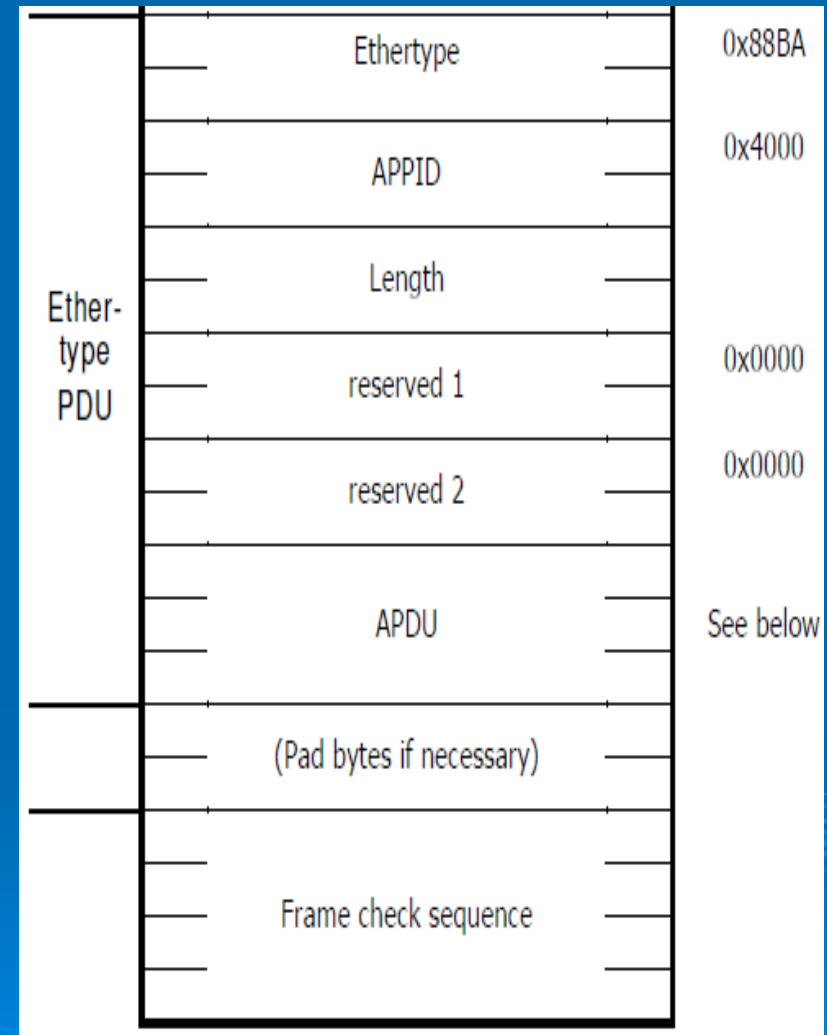 Ethertype
0x88BA
APPID
0x4000
Length
Ether-
type
PDU
reserved 1
0x0000
reserved 2
0x0000
APDU
See below
(Pad bytes if necessary)
Frame check sequence